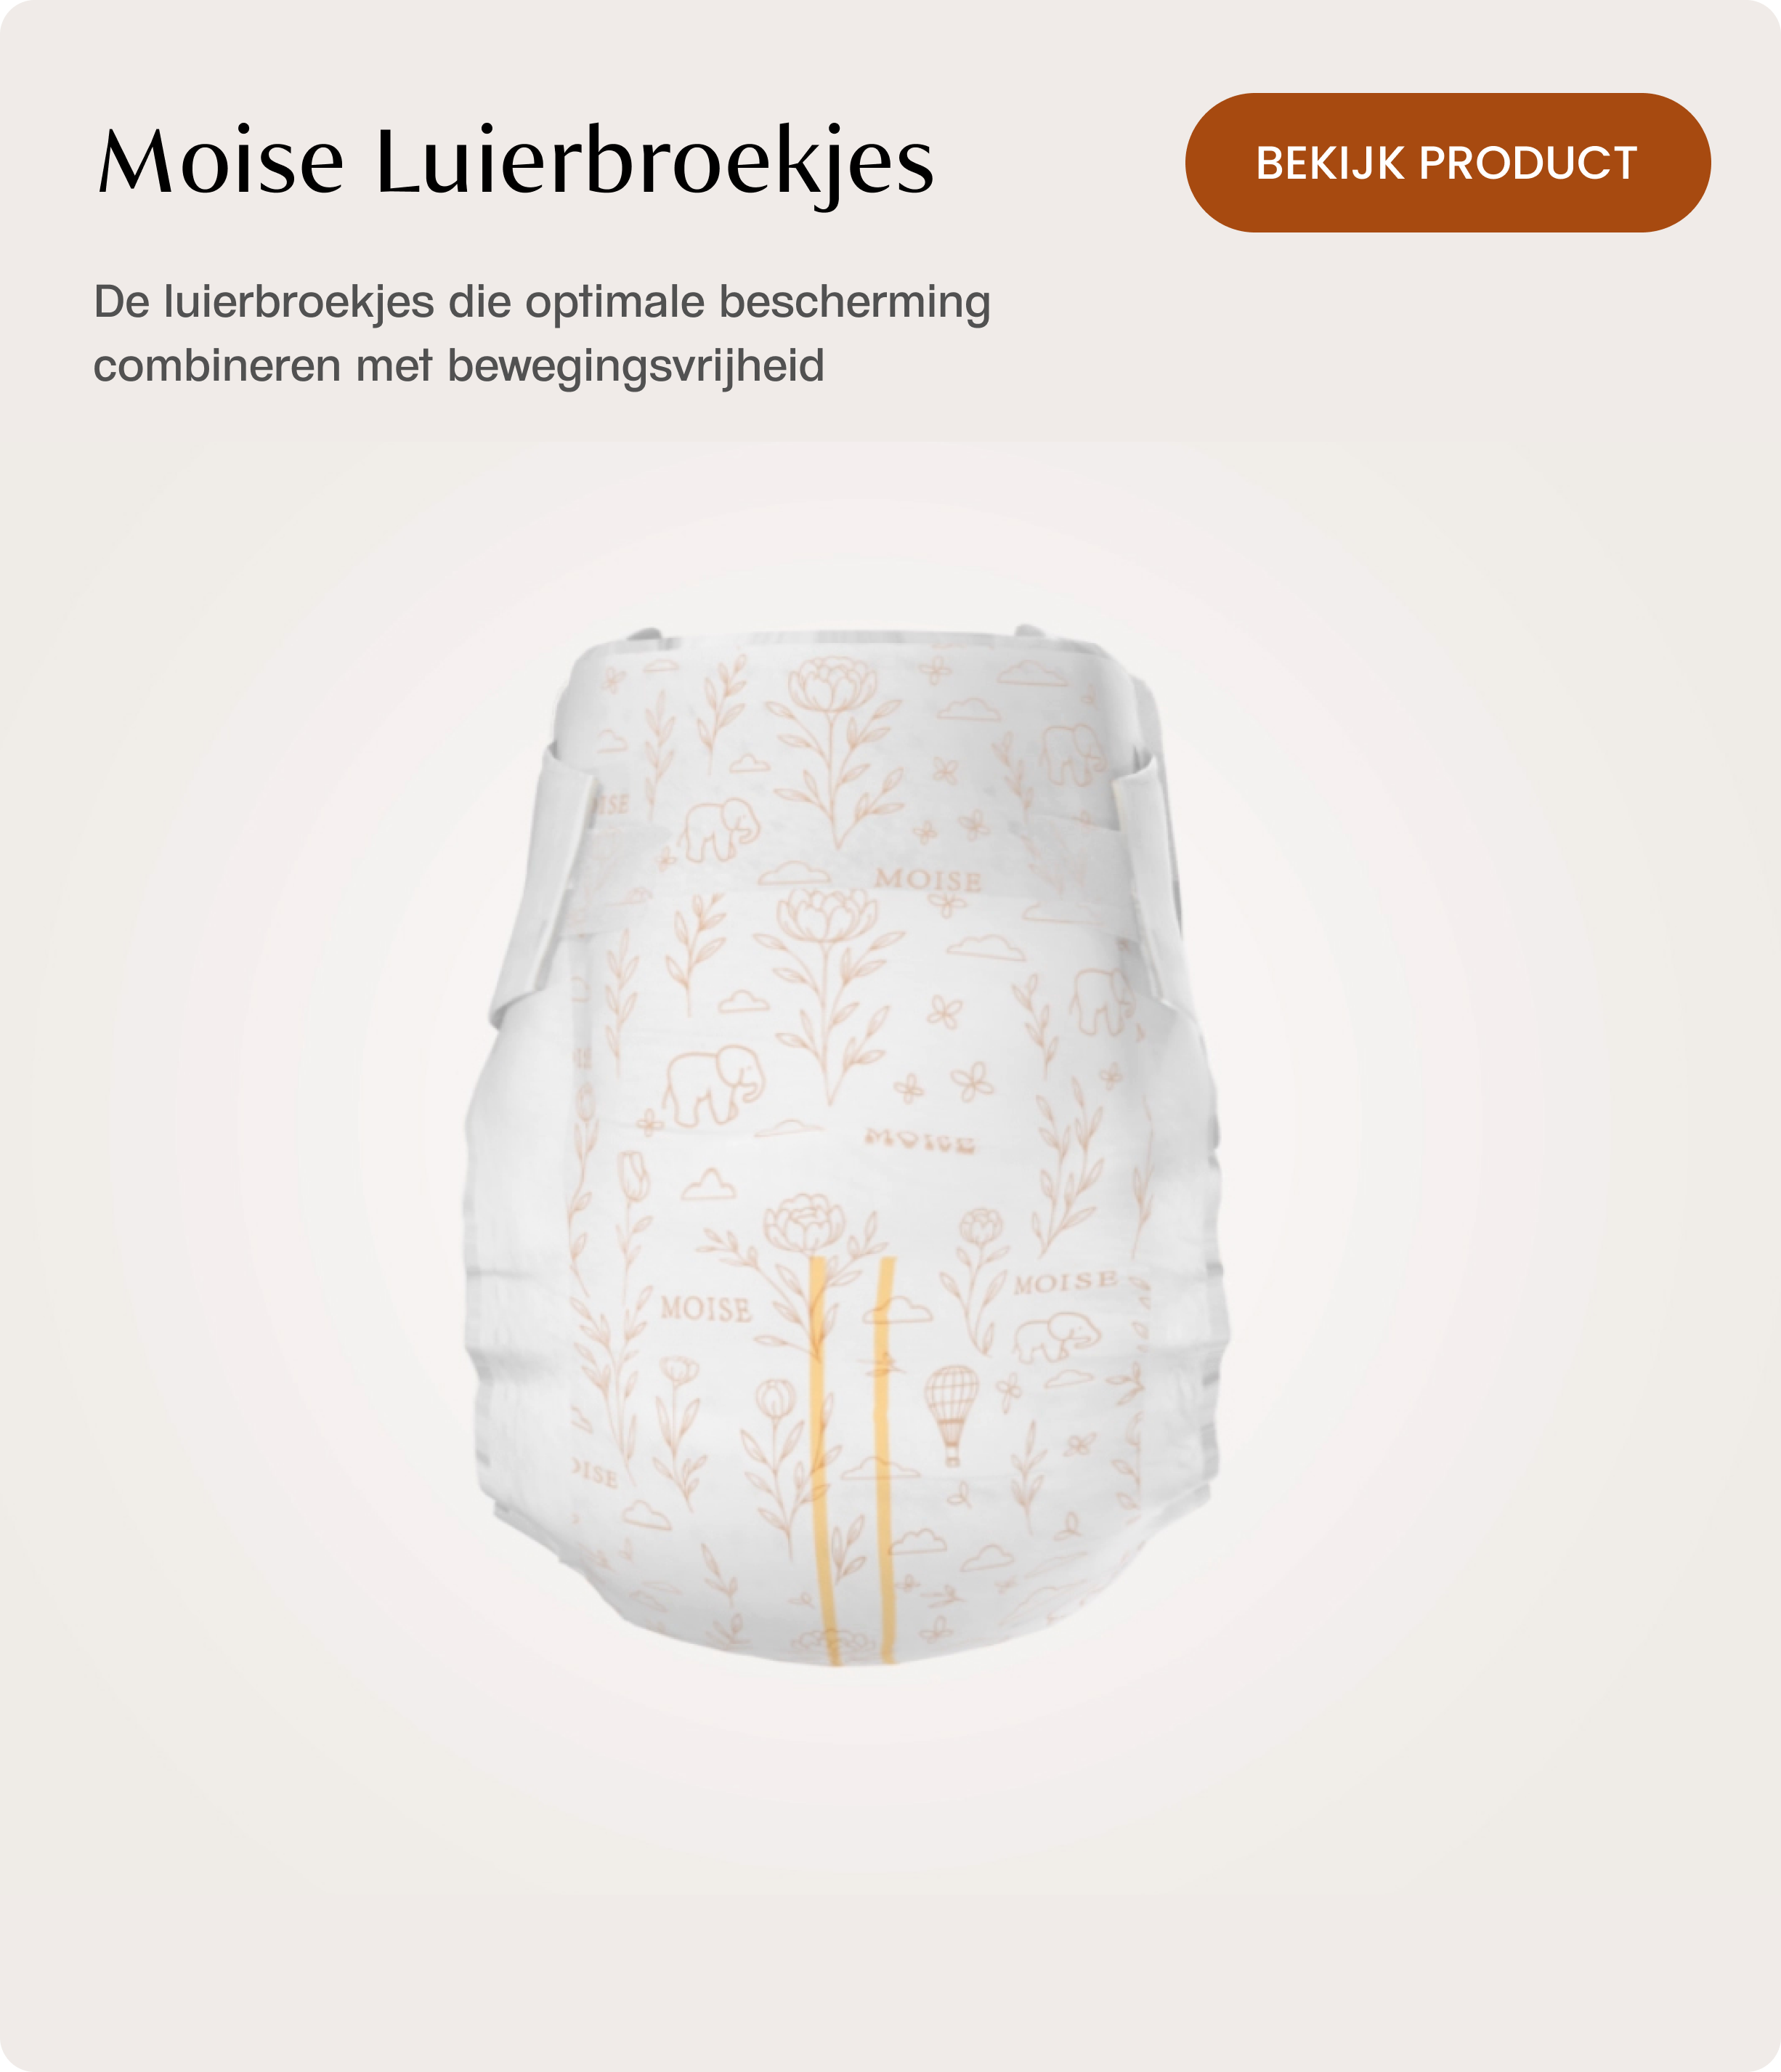 Moise Luierbroekjes
BEKIJK PRODUCT
De luierbroekjes die optimale bescherming
combineren met bewegingsvrijheid
MOISE
MOISE
MOISE
MOISE